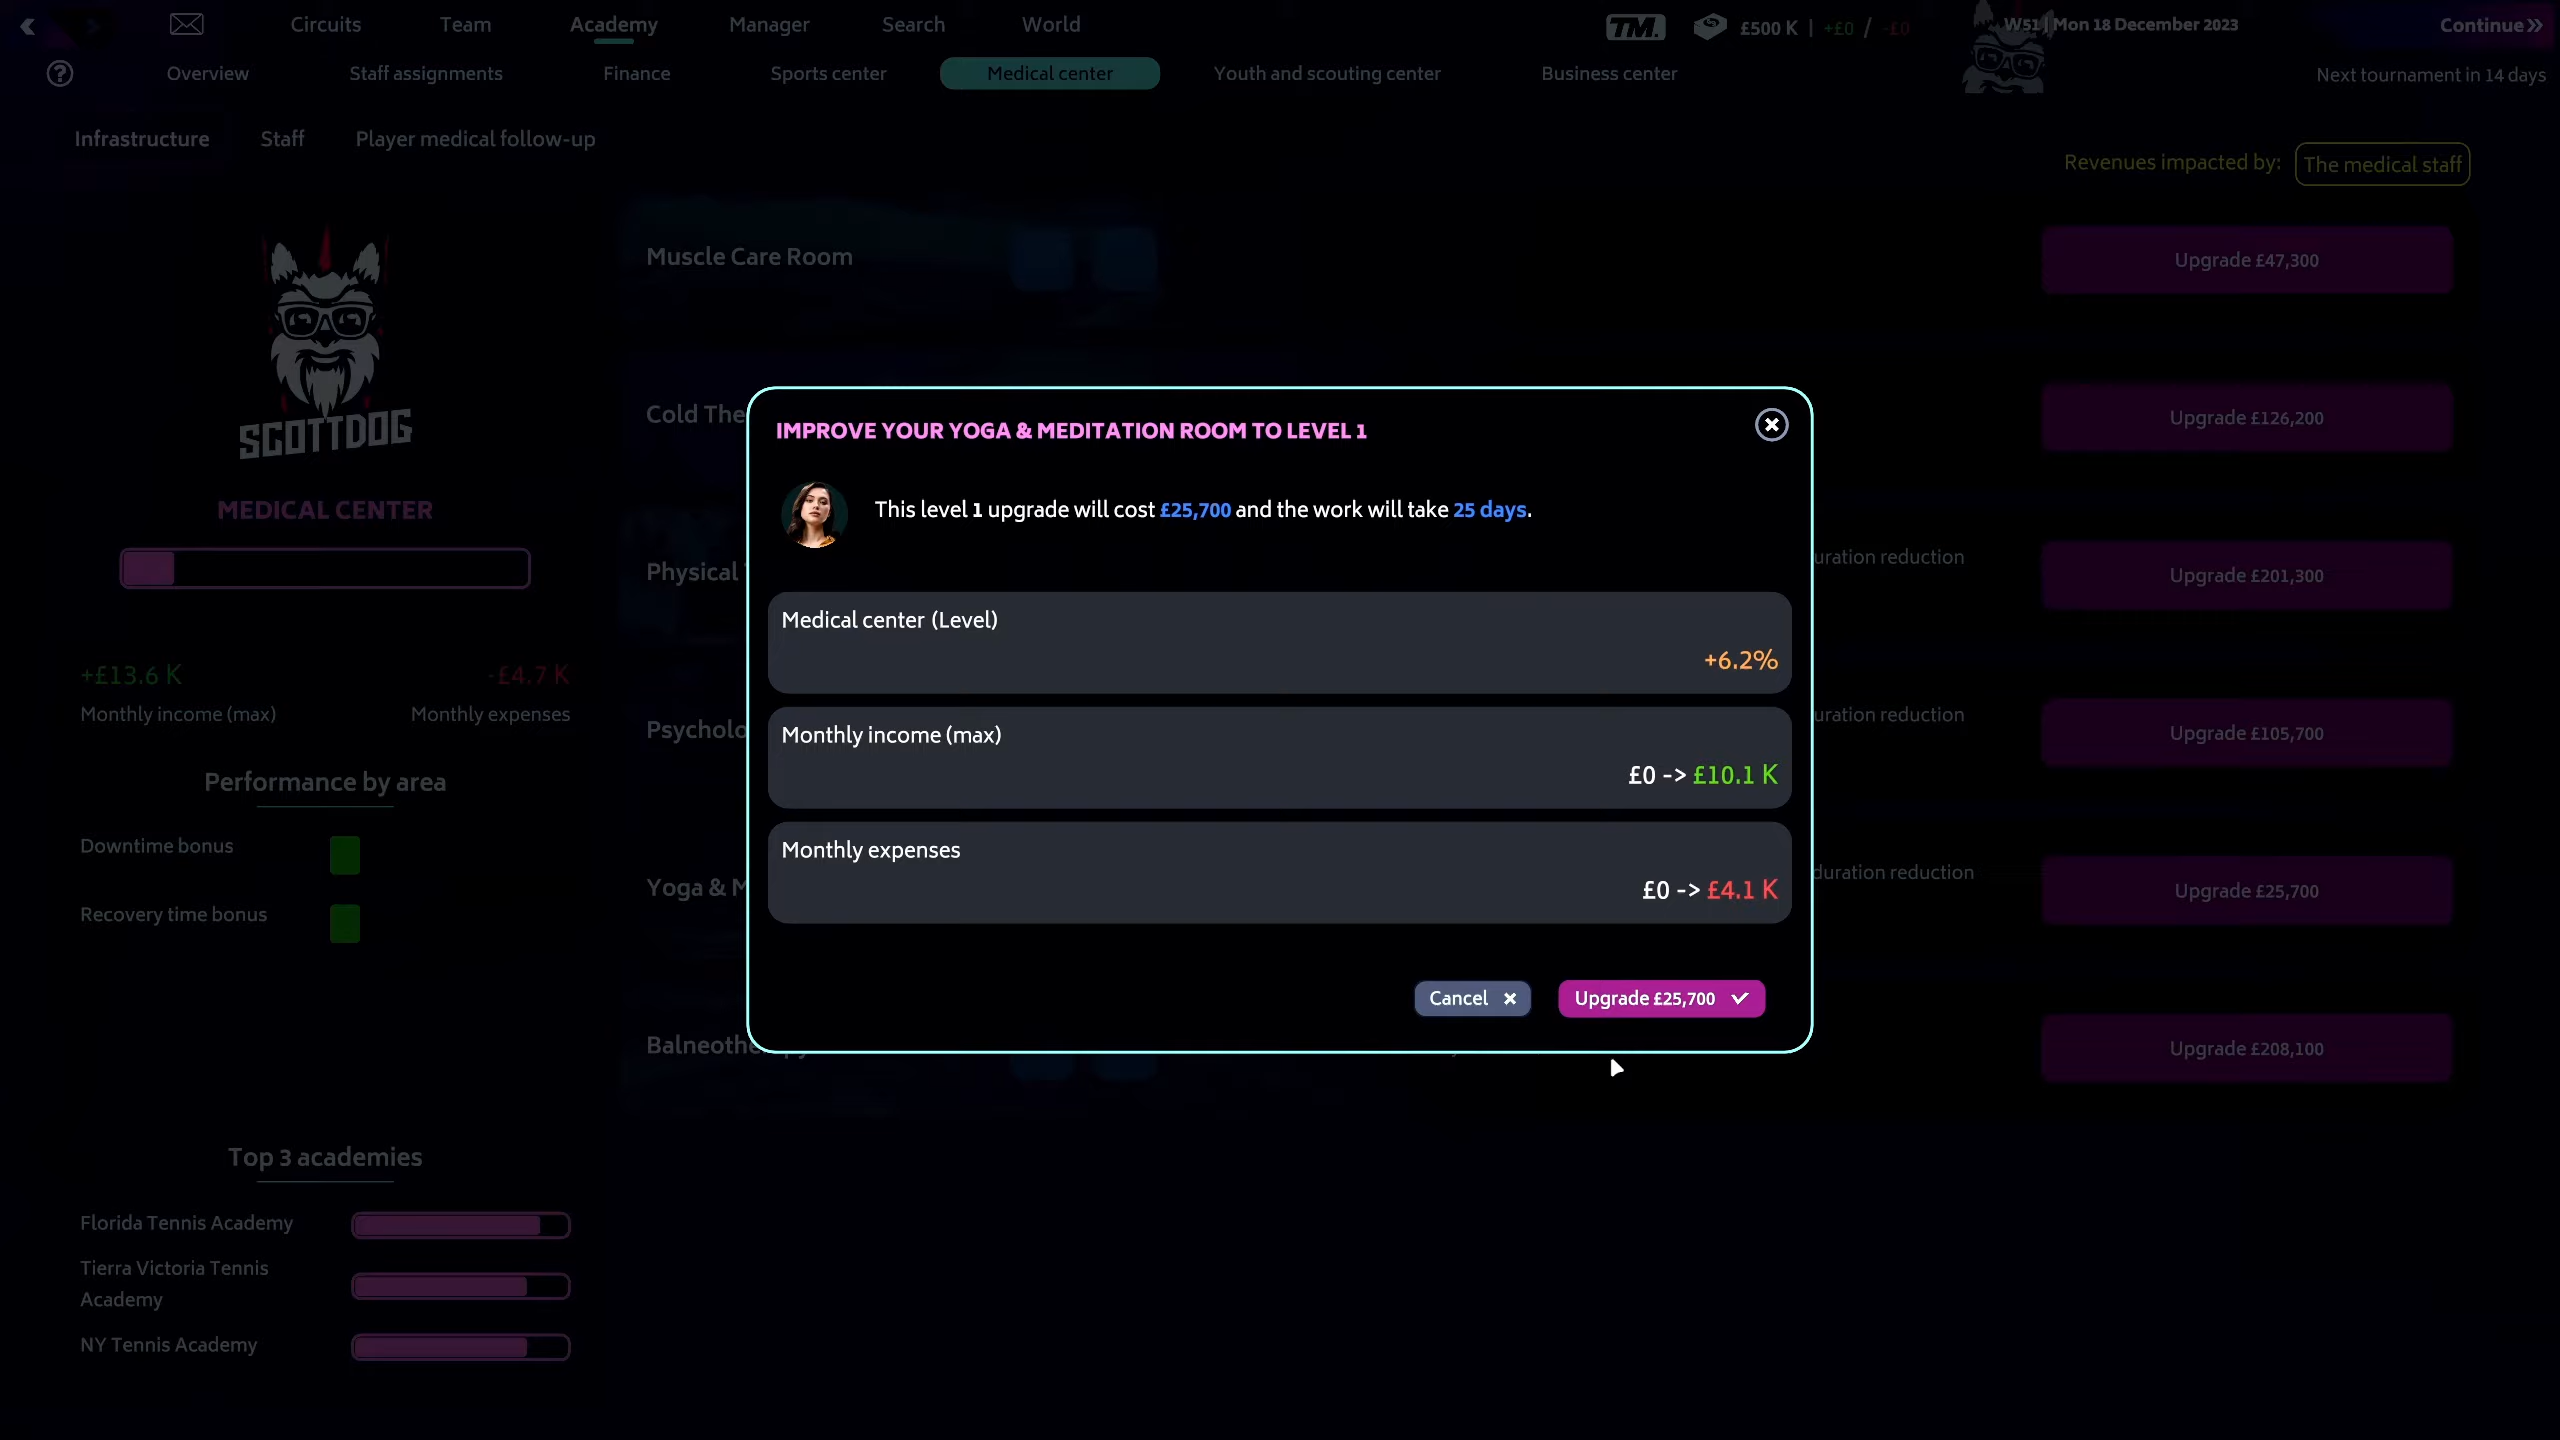 Circuits
Team
Academy
Manager
Search
World
TM.
£500 K | +£0 / -£0
W51 | Mon 18 December 2023
Continue
Overview
Staff assignments
Finance
Sports center
Medical center
Youth and scouting center
Business center
Next tournament in 14 days
Infrastructure
Staff
Player medical follow-up
Revenues impacted by: The medical staff
SCOTTDOG
MEDICAL CENTER
+£13.6 K
-£4.7 K
Monthly income (max)
Monthly expenses
Performance by area
Downtime bonus
Recovery time bonus
Top 3 academies
Florida Tennis Academy
Tierra Victoria Tennis
Academy
NY Tennis Academy
Muscle Care Room
Upgrade £47,300
Cold The
Upgrade £126,200
Physical
uration reduction
Upgrade £201,300
Psycholo
uration reduction
Upgrade £105,700
Yoga & M
duration reduction
Upgrade £25,700
Balneotherapy
Upgrade £208,100
IMPROVE YOUR YOGA & MEDITATION ROOM TO LEVEL 1
This level 1 upgrade will cost £25,700 and the work will take 25 days.
Medical center (Level)
+6.2%
Monthly income (max)
£0 -> £10.1 K
Monthly expenses
£0 -> £4.1 K
Cancel
Upgrade £25,700